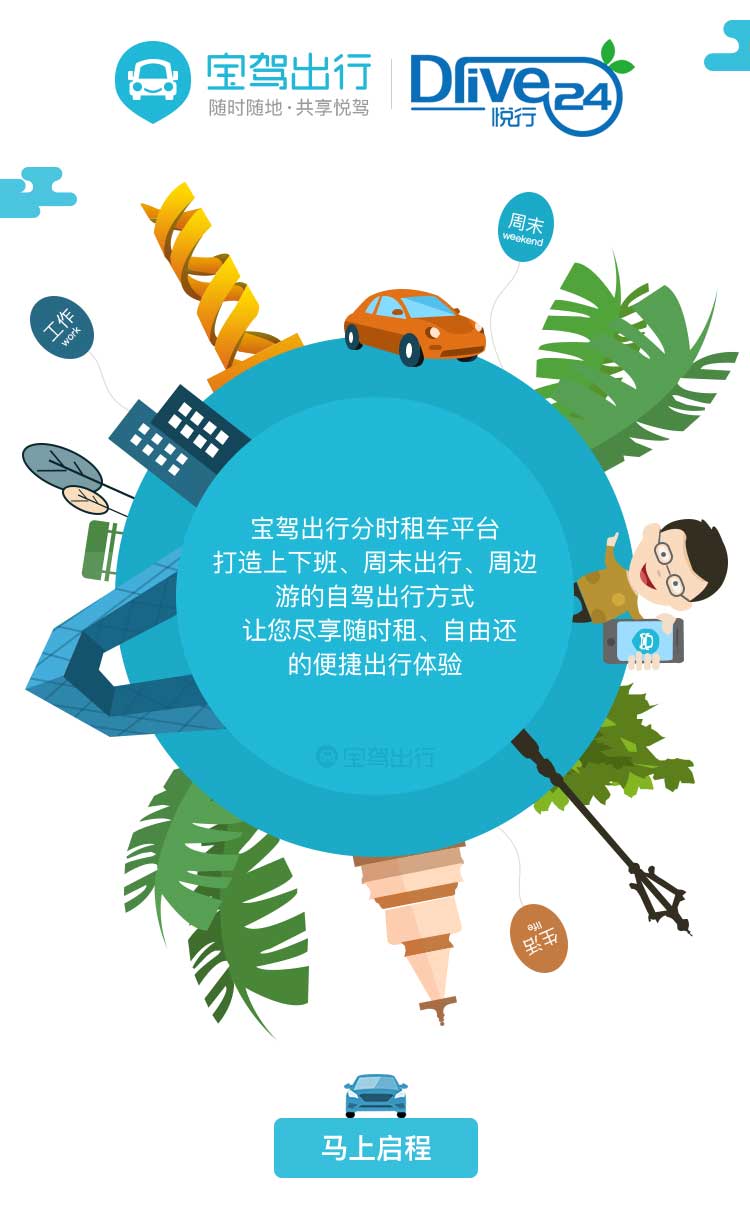 宝驾出行
随时随地·共享悦驾
Drive24
悦行
周末
weekend
工作
work
宝驾出行分时租车平台
打造上下班、周末出行、周边
游的自驾出行方式
让您尽享随时租、自由还
的便捷出行体验
宝驾出行
生活
life
马上启程